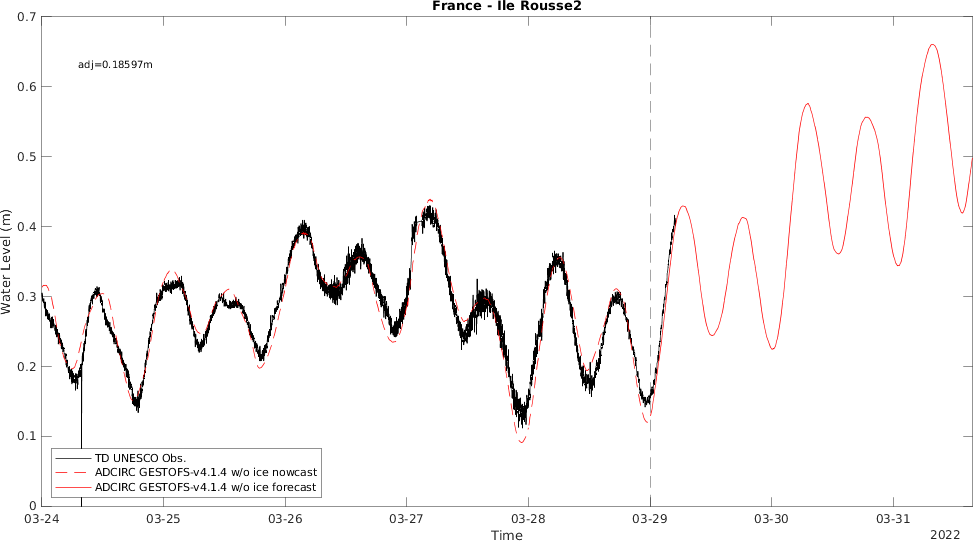 France - Ile Rousse2
adj=0.18597m
0.7
0.6
0.5
0.4
0.3
0.2
0.1
0
Water Level (m)
TD UNESCO Obs.
ADCIRC GESTOFS-v4.1.4 w/o ice nowcast
ADCIRC GESTOFS-v4.1.4 w/o ice forecast
03-24 03-25 03-26 03-27 03-28 03-29 03-30 03-31
Time
2022